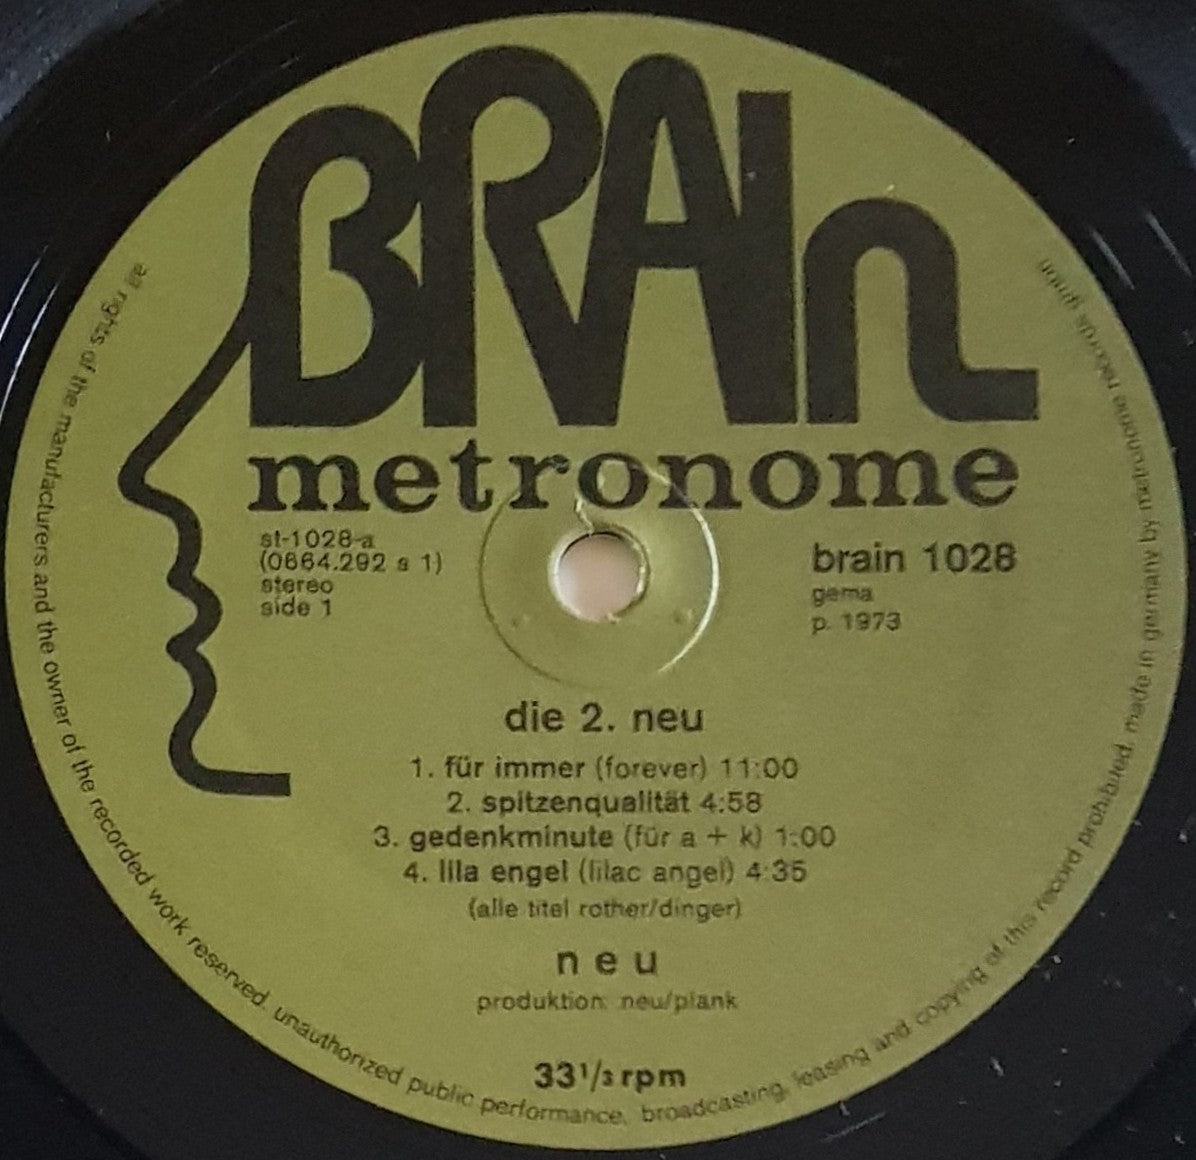 BRAIn
metronome
st-1028-a
(0664.292 s 1)
stereo
side 1
brain 1028
gema
p. 1973
die 2. neu
1. für immer (forever) 11:00
2. spitzenqualität 4:58
3. gedenkminute (für a + k) 1:00
4. lila engel (lilac angel) 4:35
(alle titel rother/dinger)
neu
produktion: neu/plank
33 1/3 rpm
all rights of the manufacturers and the owner of the recorded work reserved. unauthorized public performance, broadcasting, leasing and copying of this record prohibited. made in germany by metronome records gmbh